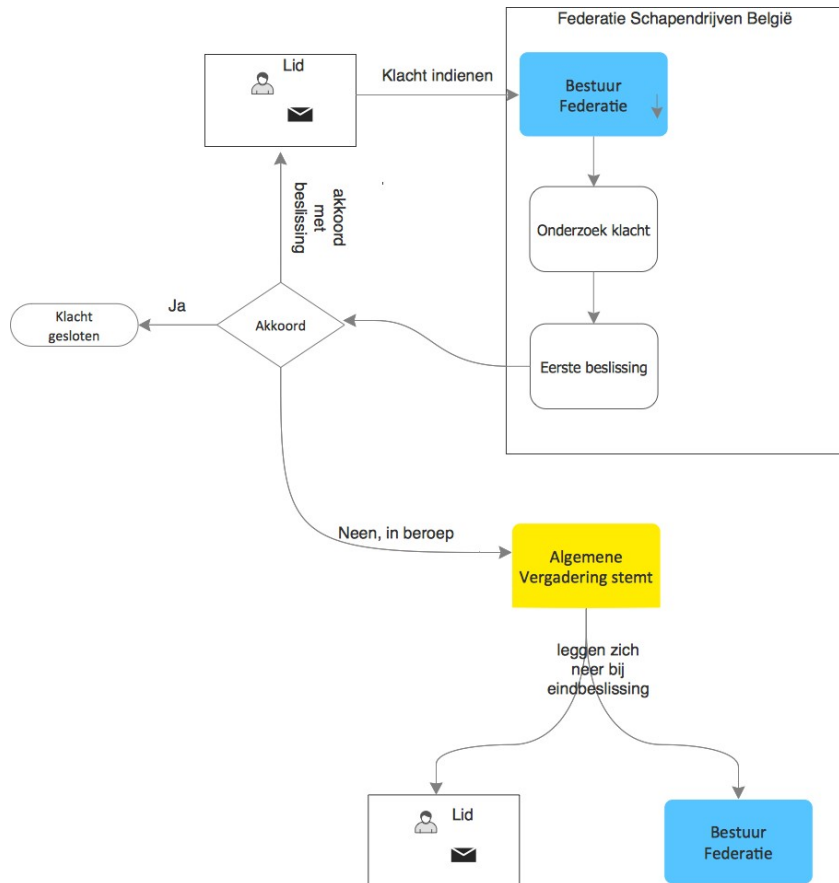 Federatie Schapendrijven België
Lid
Klacht indienen
Bestuur
Federatie
Onderzoek klacht
Eerste beslissing
akkoord
met
beslissing
Akkoord
Ja
Klacht
gesloten
Neen, in beroep
Algemene
Vergadering stemt
leggen zich
neer bij
eindbeslissing
Lid
Bestuur
Federatie